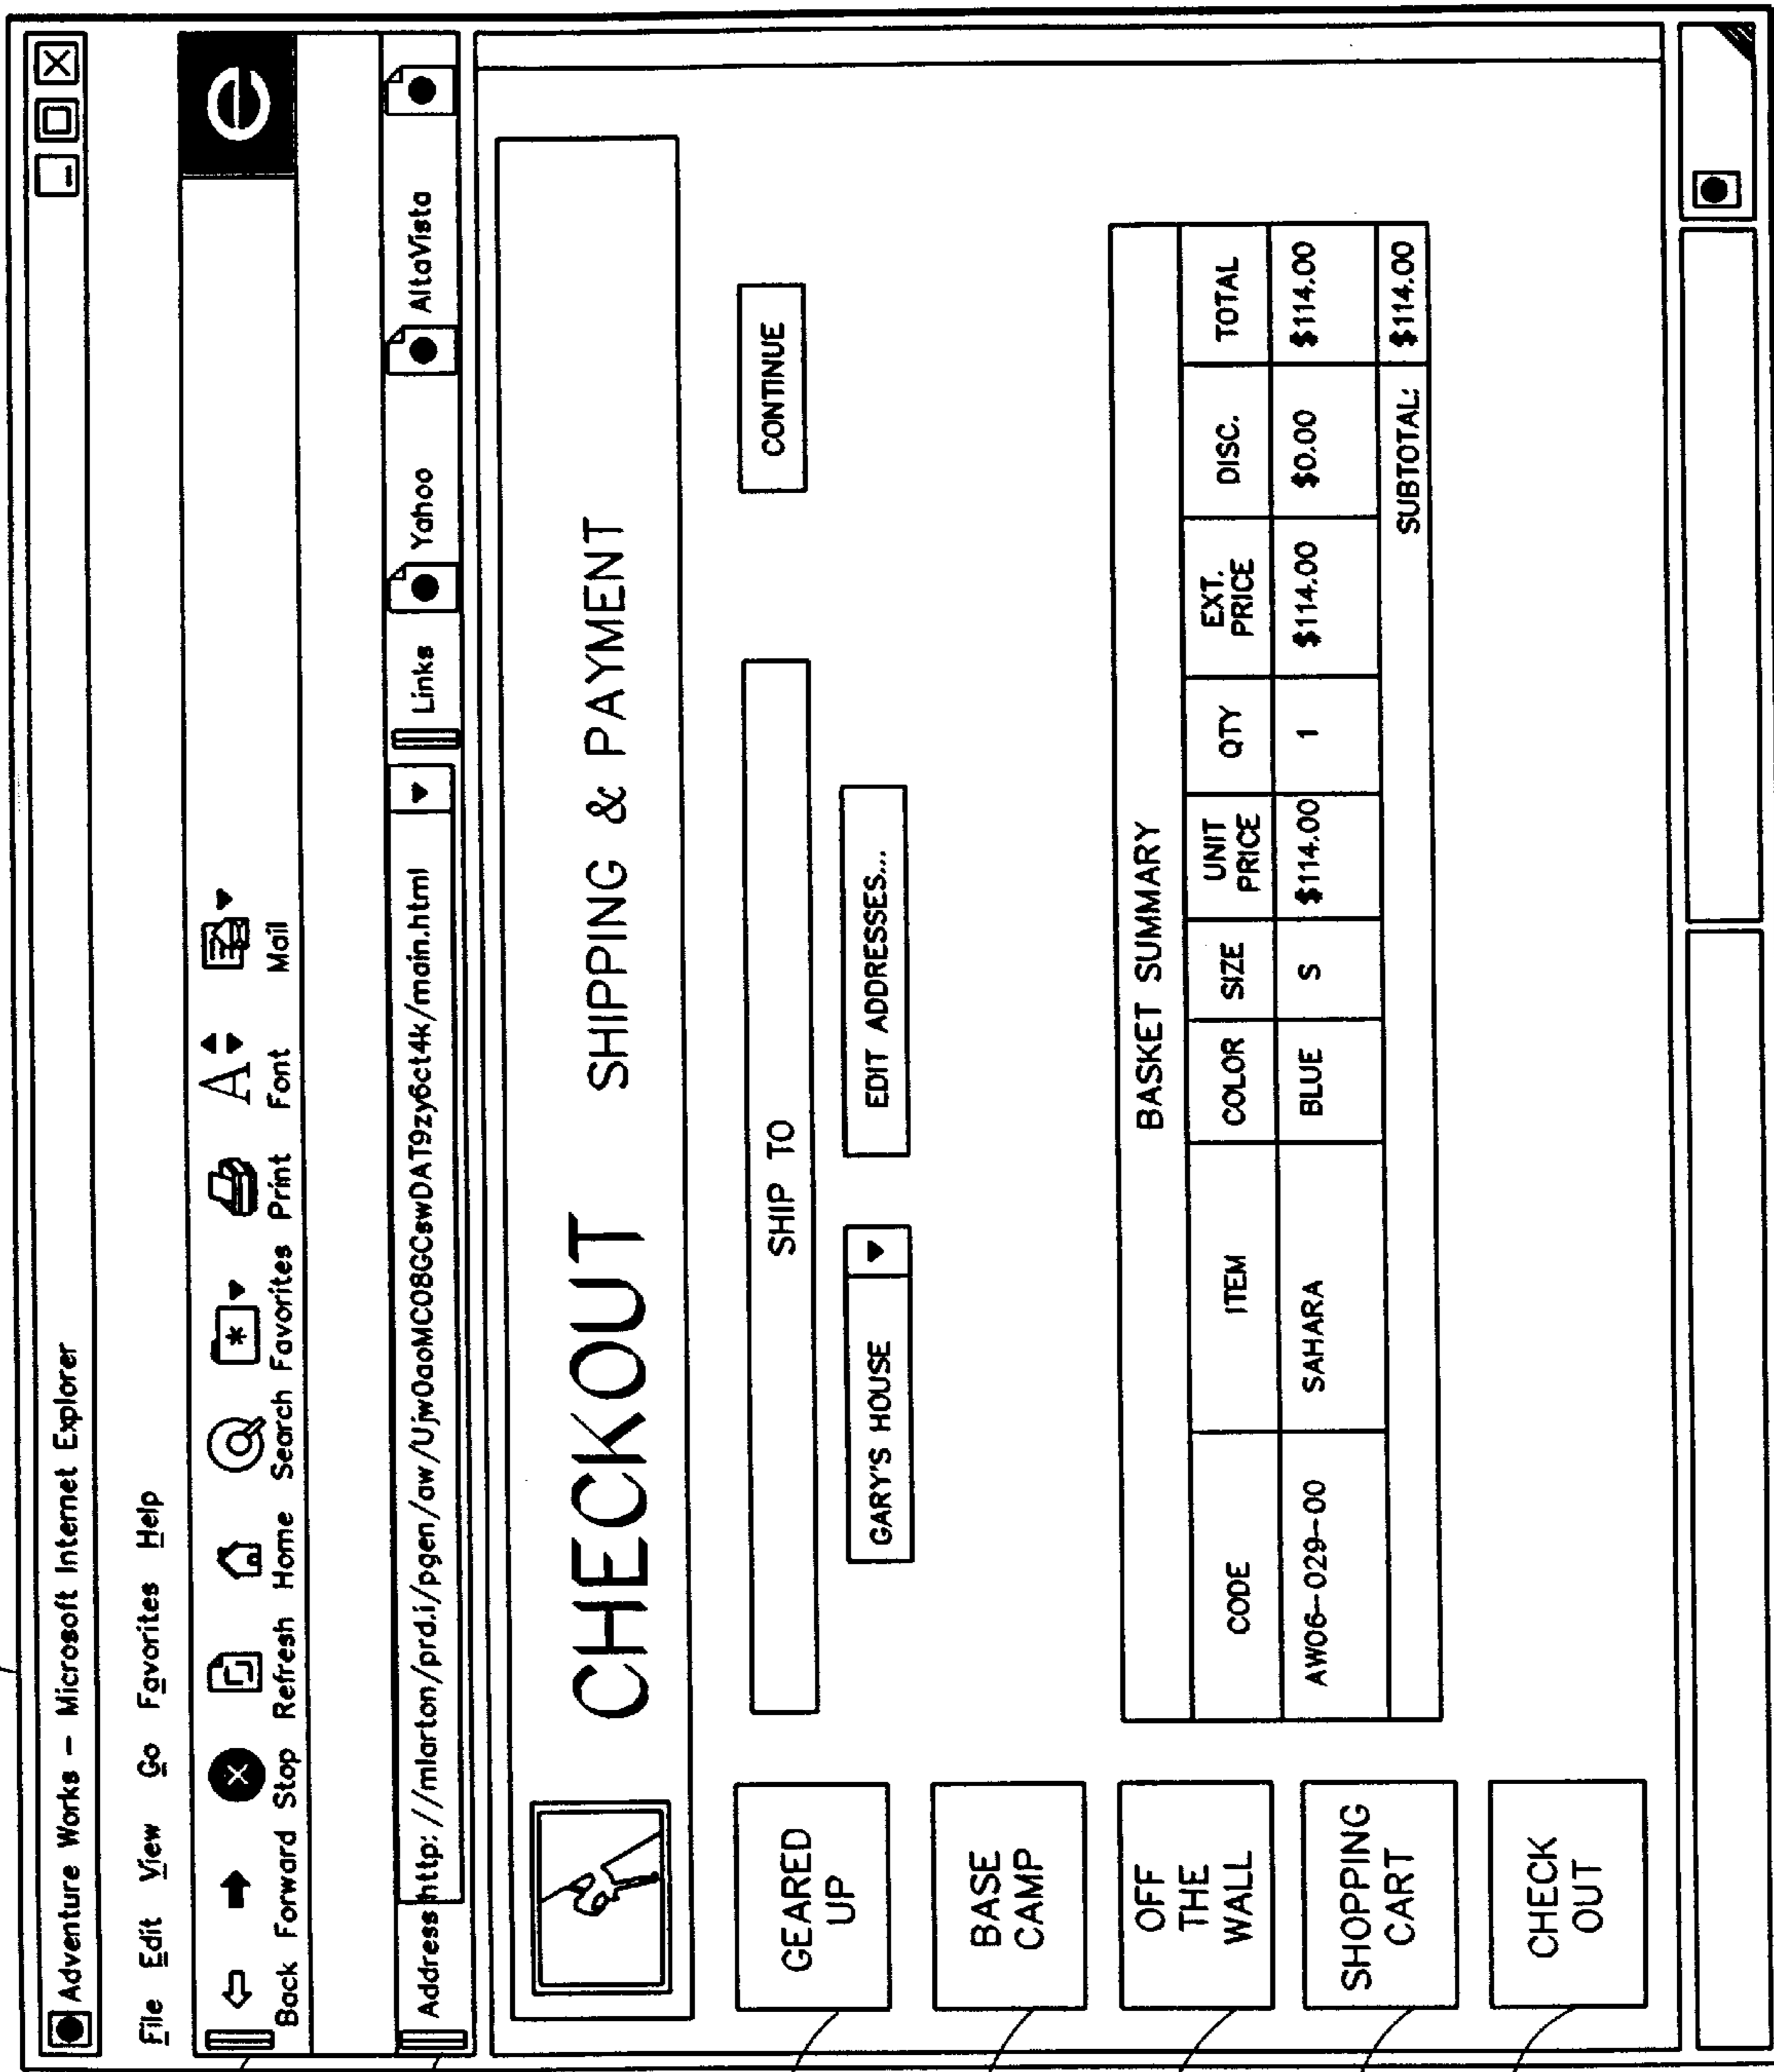 Adventure Works – Microsoft Internet Explorer
File Edit View Go Favorites Help
Back Forward Stop Refresh Home Search Favorites Print Font Mail
Address http://mlarton/prd.i/pgen/aw/Ujw0aoMC08GCswDAT9zy6ct4k/main.html Links Yahoo AltaVista
CHECKOUT SHIPPING & PAYMENT
SHIP TO
CONTINUE
GARY'S HOUSE EDIT ADDRESSES...
GEARED
UP
BASE
CAMP
OFF
THE
WALL
SHOPPING
CART
CHECK
OUT
BASKET SUMMARY
CODE ITEM COLOR SIZE UNIT PRICE QTY EXT. PRICE DISC. TOTAL
AW06-029-00 SAHARA BLUE S $114.00 1 $114.00 $0.00 $114.00
SUBTOTAL: $114.00